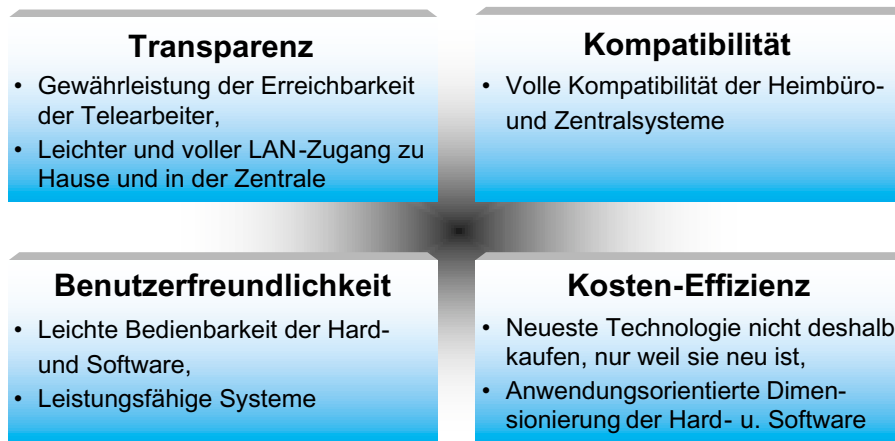 Transparenz
• Gewährleistung der Erreichbarkeit
der Telearbeiter,
• Leichter und voller LAN-Zugang zu
Hause und in der Zentrale
Kompatibilität
• Volle Kompatibilität der Heimbüro-
und Zentralsysteme
Benutzerfreundlichkeit
• Leichte Bedienbarkeit der Hard-
und Software,
• Leistungsfähige Systeme
Kosten-Effizienz
• Neueste Technologie nicht deshalb
kaufen, nur weil sie neu ist,
• Anwendungsorientierte Dimen-
sionierung der Hard- u. Software